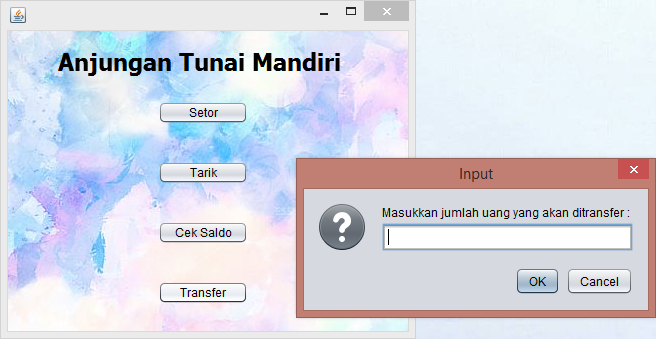 Anjungan Tunai Mandiri
Setor
Tarik
Cek Saldo
Transfer
Input
Masukkan jumlah uang yang akan ditransfer :
OK
Cancel